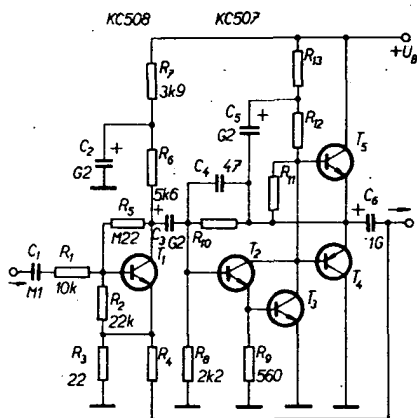 KC508 KC507
+U_B
R13
R7
3k9
C5 +
G2
R12
C2 +
G2
T5
R6
5k6
C4 47
R11
R5
M22
+
C3 G2
R10
+ C6
1G
C1
M1
R1
10k
T1
T2
T3
T4
R2
22k
R3
22
R4
R8
2k2
R9
560